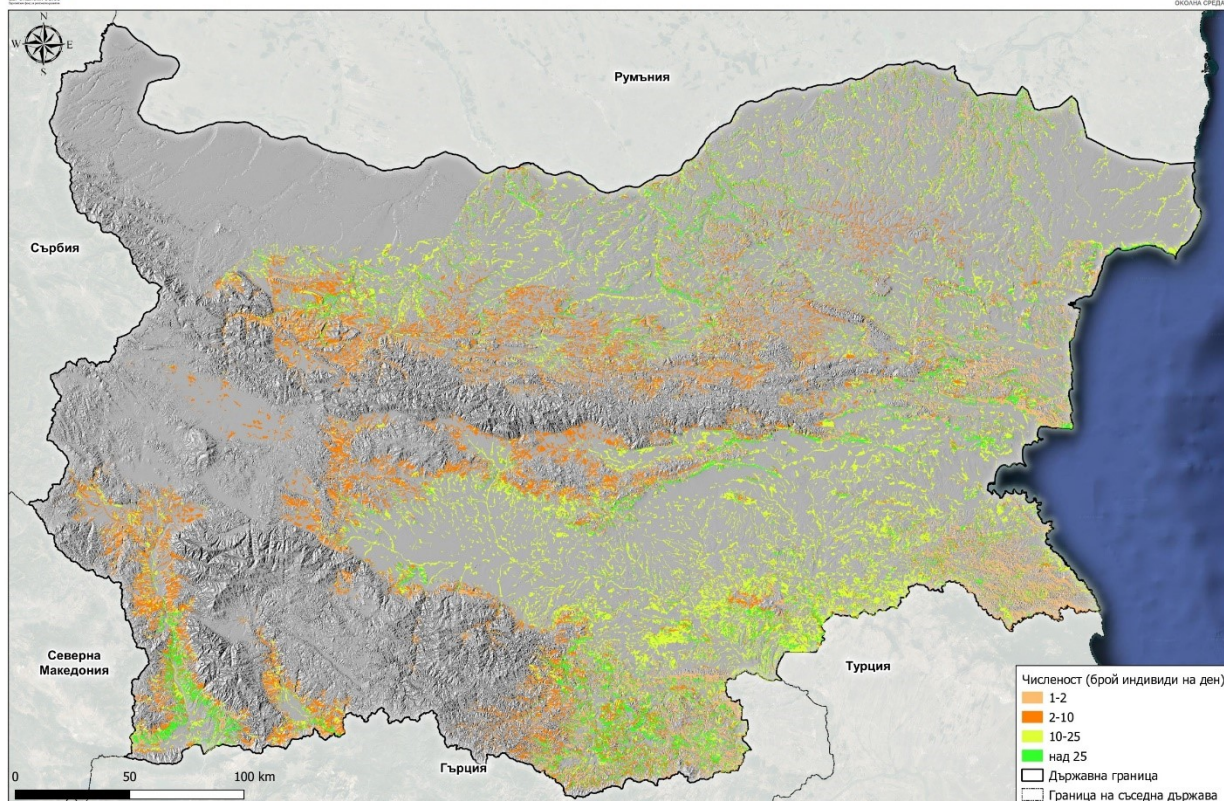 ОКОЛНА СРЕДА
N
W E
S
Румъния
Сърбия
Северна
Македония
Турция
Гърция
0 50 100 km
Численост (брой индивиди на ден)
1-2
2-10
10-25
над 25
Държавна граница
Граница на съседна държава